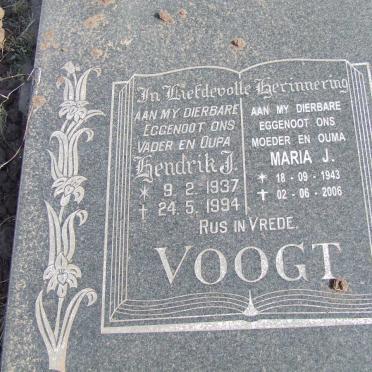 In Liefdevolle Herinnering
AAN MY DIERBARE
EGGENOOT ONS
VADER EN OUPA
Hendrik J.
* 9. 2. 1937
† 24. 5. 1994
AAN MY DIERBARE
EGGENOOT ONS
MOEDER EN OUMA
MARIA J.
* 18 - 09 - 1943
† 02 - 06 - 2006
RUS IN VREDE.
VOOGT